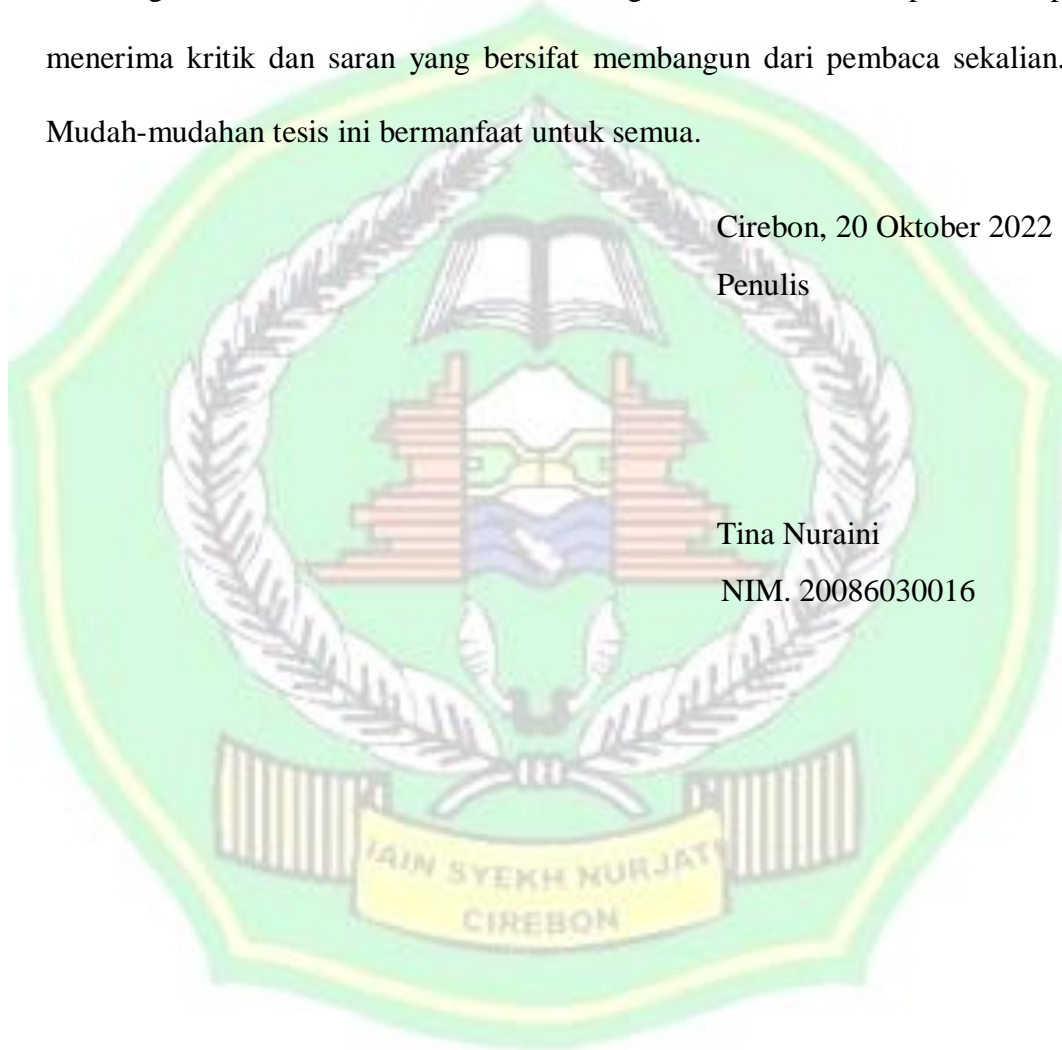 menerima kritik dan saran yang bersifat membangun dari pembaca sekalian.
Mudah-mudahan tesis ini bermanfaat untuk semua.
Cirebon, 20 Oktober 2022
Penulis
Tina Nuraini
NIM. 20086030016
IAIN SYEKH NURJATI
CIREBON